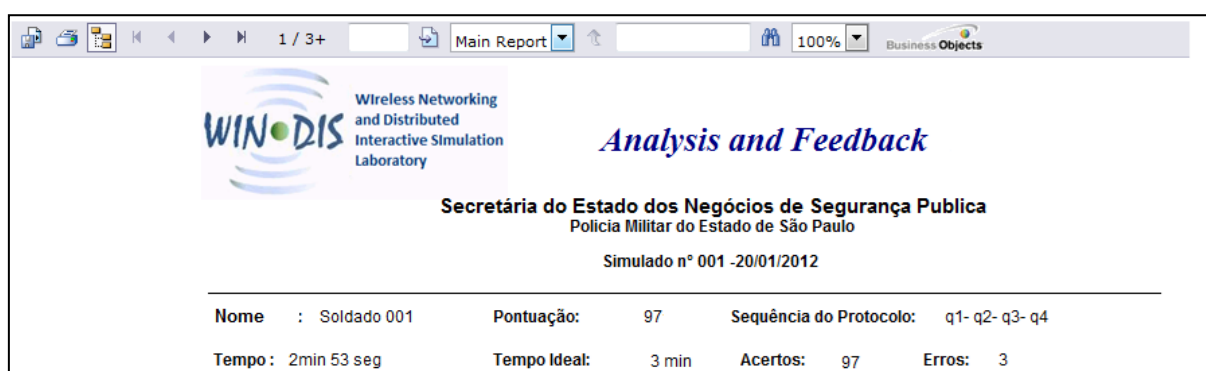 1 / 3+ Main Report 100% Business Objects
WIN DIS
WIreless Networking
and Distributed
Interactive SImulation
Laboratory
Analysis and Feedback
Secretária do Estado dos Negócios de Segurança Publica
Policia Militar do Estado de São Paulo
Simulado nº 001 -20/01/2012
Nome : Soldado 001 Pontuação: 97 Sequência do Protocolo: q1- q2- q3- q4
Tempo : 2min 53 seg Tempo Ideal: 3 min Acertos: 97 Erros: 3